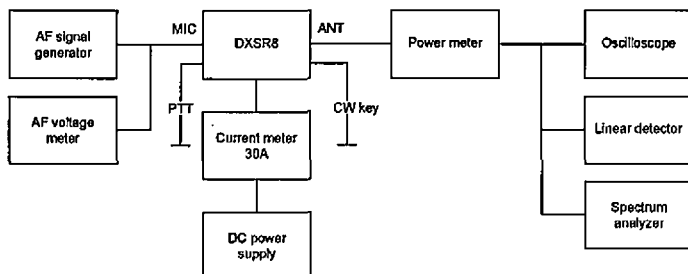 AF signal
generator
MIC
DXSR8
ANT
Power meter
Oscilloscope
AF voltage
meter
PTT
CW key
Current meter
30A
Linear detector
DC power
supply
Spectrum
analyzer